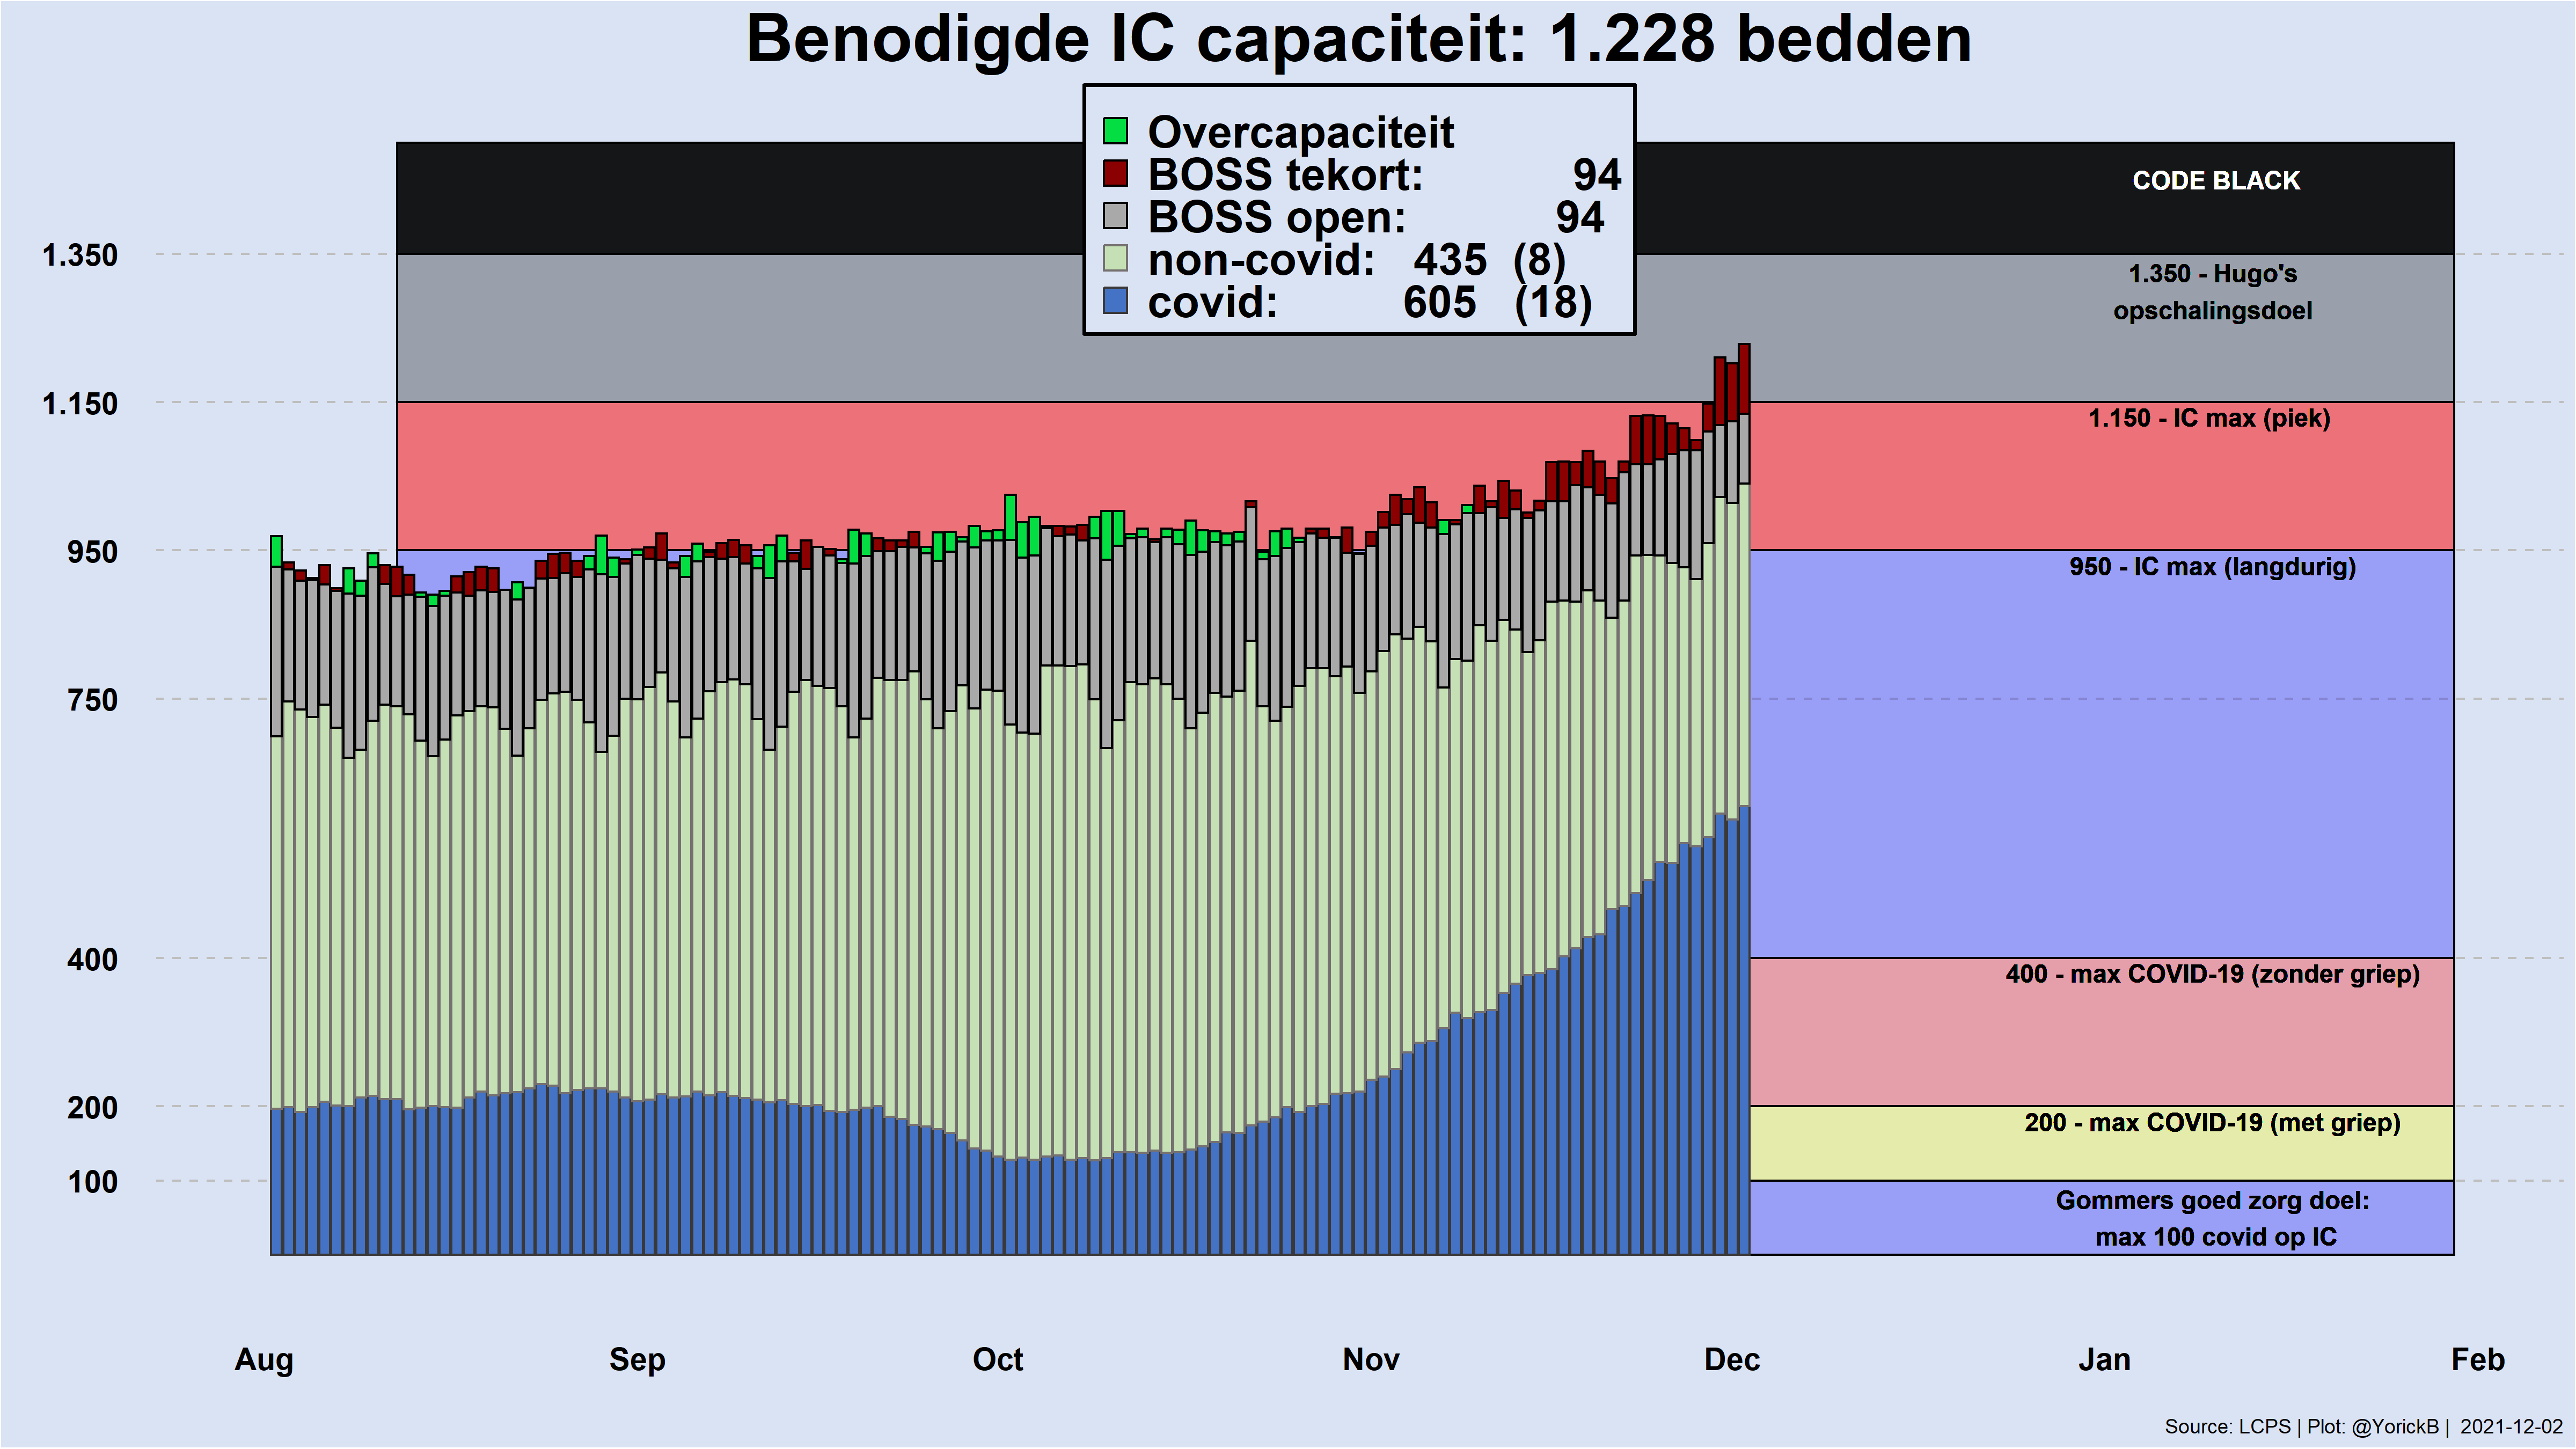 Benodigde IC capaciteit: 1.228 bedden
Overcapaciteit
BOSS tekort: 94
BOSS open: 94
non-covid: 435 (8)
covid: 605 (18)
CODE BLACK
1.350
1.350 - Hugo's
opschalingsdoel
1.150
1.150 - IC max (piek)
950
950 - IC max (langdurig)
750
400
400 - max COVID-19 (zonder griep)
200
200 - max COVID-19 (met griep)
100
Gommers goed zorg doel:
max 100 covid op IC
Aug Sep Oct Nov Dec Jan Feb
Source: LCPS | Plot: @YorickB | 2021-12-02